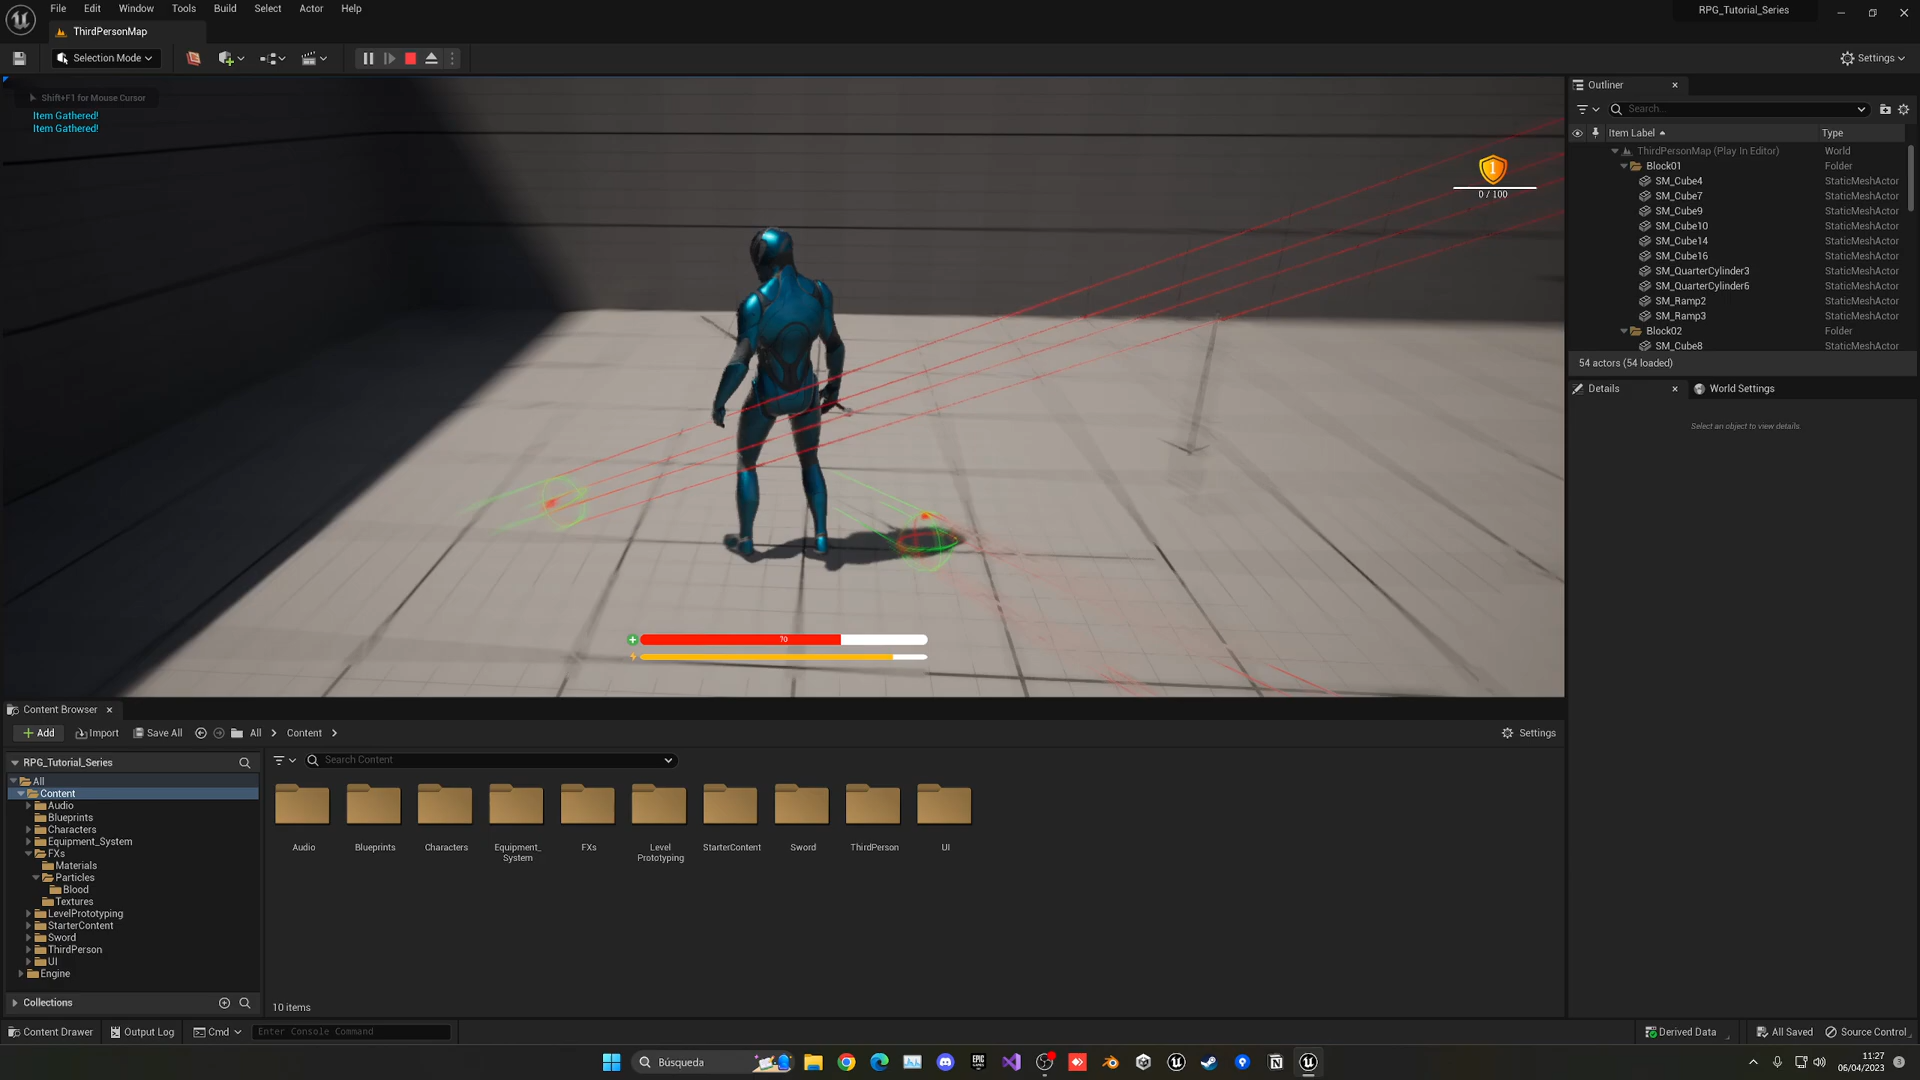 File Edit Window Tools Build Select Actor Help
RPG_Tutorial_Series
ThirdPersonMap
Selection Mode
Settings
Shift+F1 for Mouse Cursor
Item Gathered!
Item Gathered!
1
0 / 100
70
Outliner
Search...
Item Label Type
ThirdPersonMap (Play In Editor) World
Block01 Folder
SM_Cube4 StaticMeshActor
SM_Cube7 StaticMeshActor
SM_Cube9 StaticMeshActor
SM_Cube10 StaticMeshActor
SM_Cube14 StaticMeshActor
SM_Cube16 StaticMeshActor
SM_QuarterCylinder3 StaticMeshActor
SM_QuarterCylinder6 StaticMeshActor
SM_Ramp2 StaticMeshActor
SM_Ramp3 StaticMeshActor
Block02 Folder
SM_Cube8 StaticMeshActor
54 actors (54 loaded)
Details World Settings
Select an object to view details
Content Browser
Add Import Save All All Content Settings
RPG_Tutorial_Series
Search Content
All
Content
Audio
Blueprints
Characters
Equipment_System
FXs
Materials
Particles
Blood
Textures
LevelPrototyping
StarterContent
Sword
ThirdPerson
UI
Engine
Collections
Audio Blueprints Characters Equipment_ FXs Level StarterContent Sword ThirdPerson UI
System Prototyping
10 items
Content Drawer Output Log Cmd Enter Console Command
Derived Data All Saved Source Control
Búsqueda
EPIC GAMES
11:27
06/04/2023
3